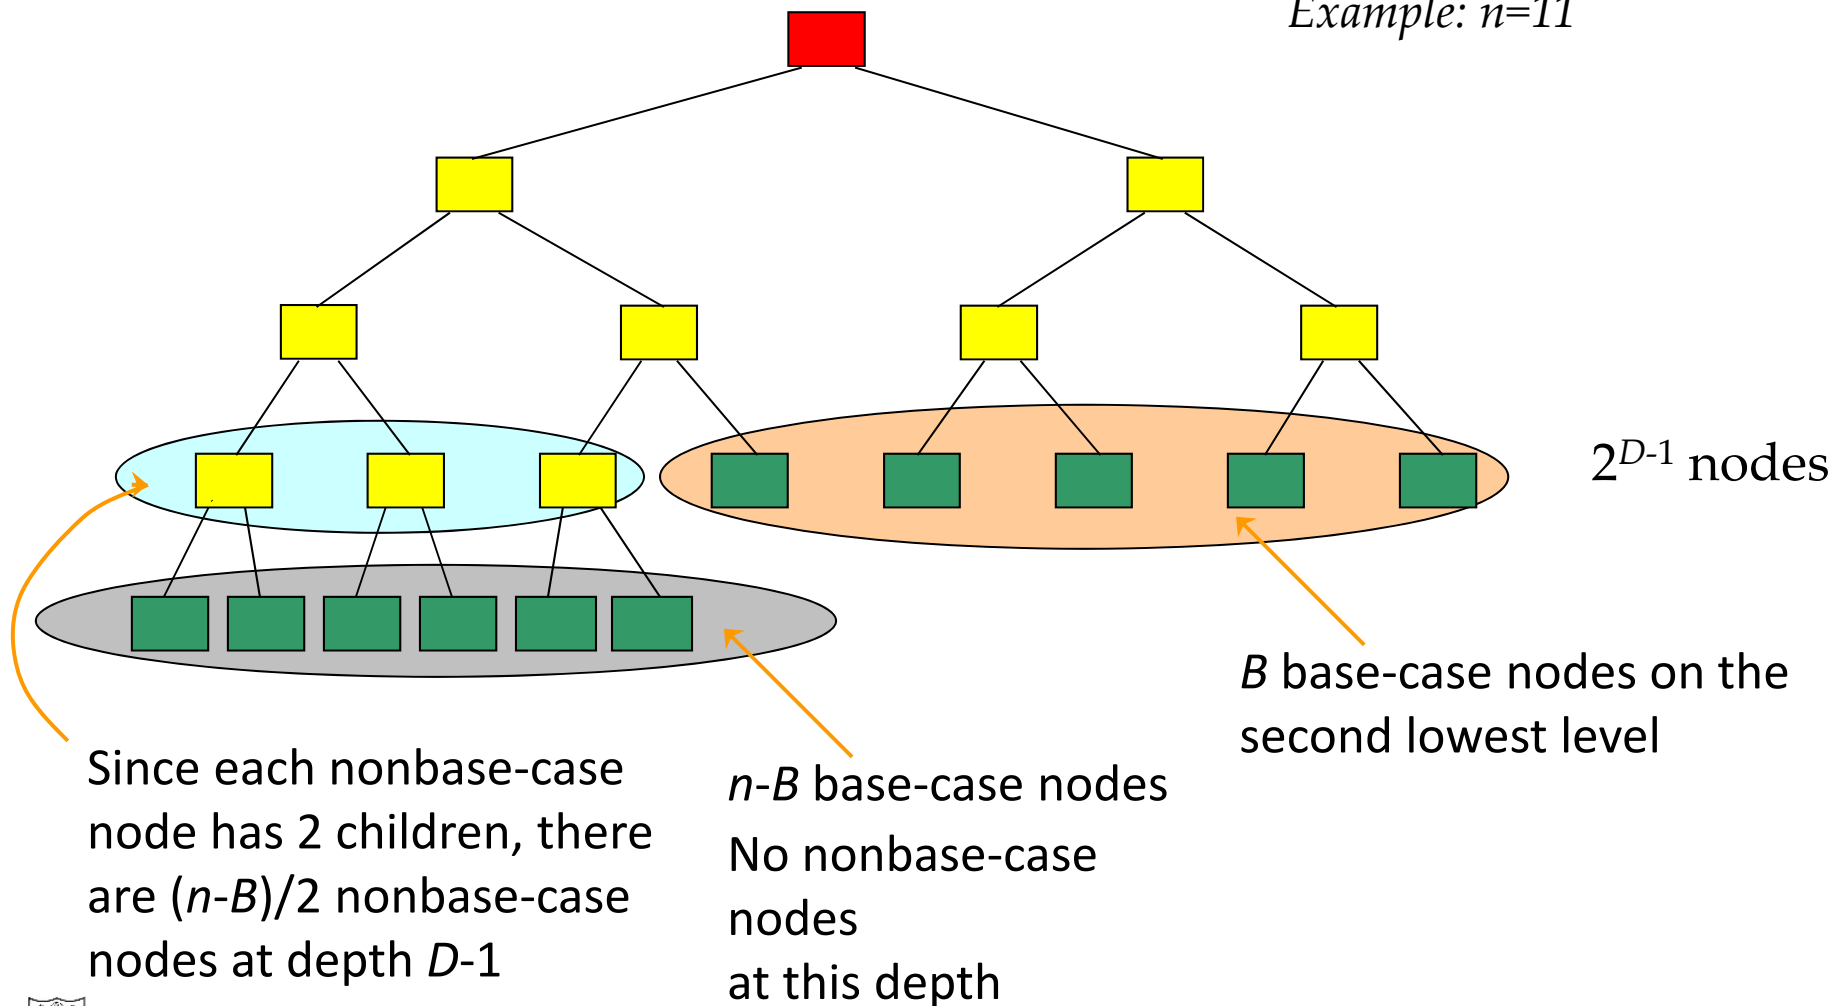 Example: n=11
2^{D-1} nodes
B base-case nodes on the
second lowest level
Since each nonbase-case
node has 2 children, there
are (n-B)/2 nonbase-case
nodes at depth D-1
n-B base-case nodes
No nonbase-case
nodes
at this depth